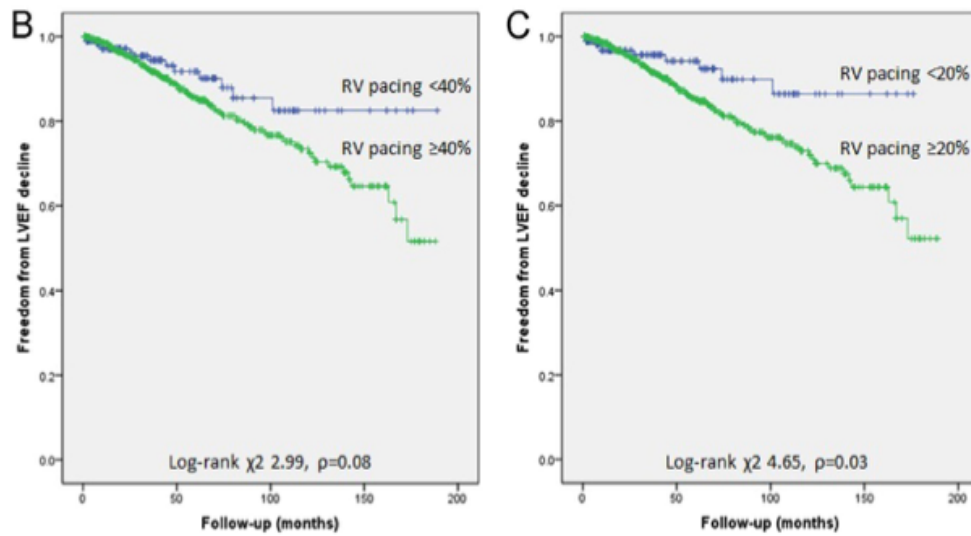 B
Freedom from LVEF decline
1.0
0.8
0.6
0.4
0.2
0.0
RV pacing <40%
RV pacing ≥40%
Log-rank χ2 2.99, ρ=0.08
0 50 100 150 200
Follow-up (months)
C
Freedom from LVEF decline
1.0
0.8
0.6
0.4
0.2
0.0
RV pacing <20%
RV pacing ≥20%
Log-rank χ2 4.65, ρ=0.03
0 50 100 150 200
Follow-up (months)